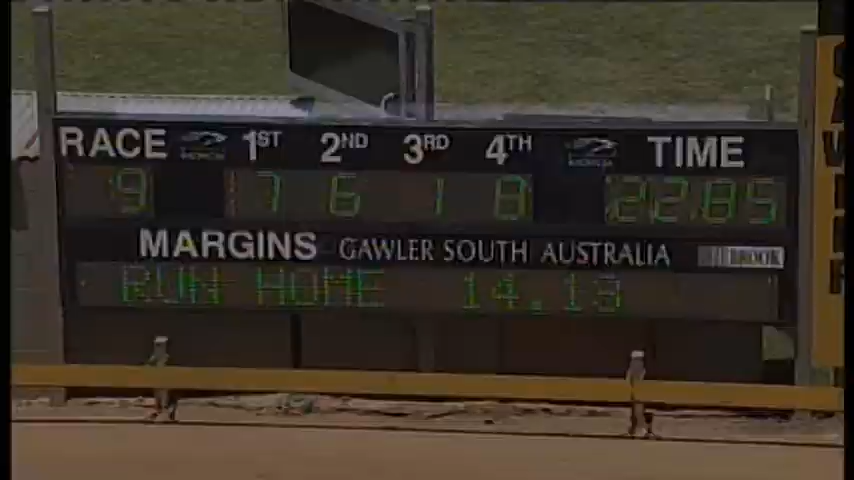 RACE 1ST 2ND 3RD 4TH TIME
9 7 6 1 8 22.85
MARGINS GAWLER SOUTH AUSTRALIA
RUN HOME 14.13